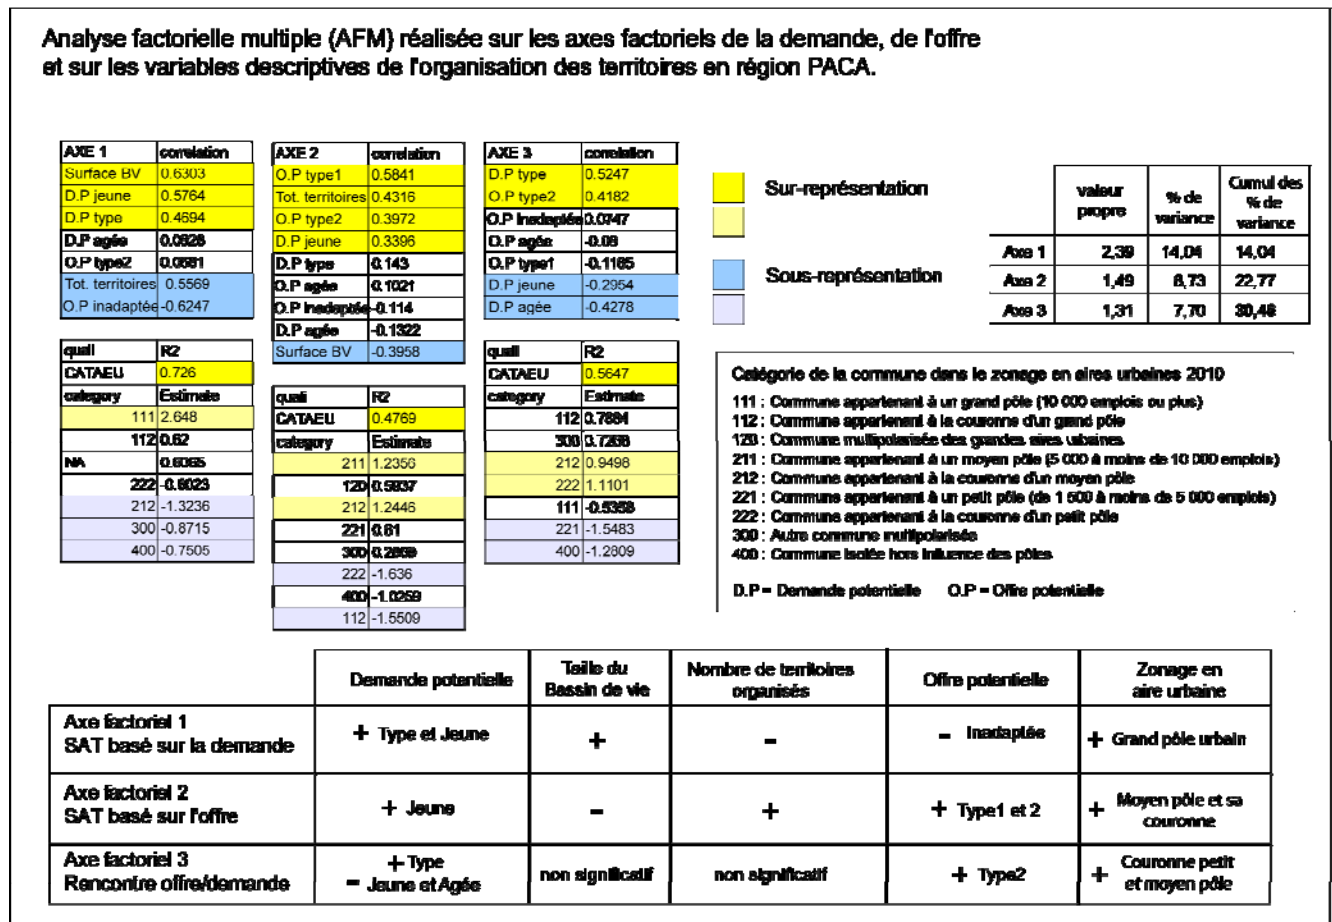 Analyse factorielle multiple (AFM) réalisée sur les axes factoriels de la demande, de l'offre
et sur les variables descriptives de l'organisation des territoires en région PACA.
AXE 1 correlation
Surface BV 0.6303
D.P jeune 0.5764
D.P type 0.4694
D.P agée 0.0826
O.P type2 0.0581
Tot. territoires 0.5569
O.P inadaptée -0.6247
quali R2
CATAEU 0.726
category Estimate
111 2.648
112 0.62
NA 0.6065
222 -0.6023
212 -1.3236
300 -0.8715
400 -0.7505
AXE 2 correlation
O.P type1 0.5841
Tot. territoires 0.4316
O.P type2 0.3972
D.P jeune 0.3396
D.P type 0.143
O.P agée 0.1021
O.P inadaptée -0.114
D.P agée -0.1322
Surface BV -0.3958
quali R2
CATAEU 0.4769
category Estimate
211 1.2356
120 0.5937
212 1.2446
221 0.61
300
222 -1.636
400 -1.0259
112 -1.5509
AXE 3 correlation
D.P type 0.5247
O.P type2 0.4182
O.P inadaptée 0.0747
O.P agée -0.09
O.P type1 -0.1165
D.P jeune -0.2954
D.P agée -0.4278
quali R2
CATAEU 0.5647
category Estimate
112 0.7884
300
212 0.9498
222 1.1101
111 -0.5358
221 -1.5483
400 -1.2809
Sur-représentation
Sous-représentation
valeur propre % de variance Cumul des % de variance
Axe 1 2,39 14,04 14,04
Axe 2 1,49 8,73 22,77
Axe 3 1,31 7,70 30,48
Catégorie de la commune dans le zonage en aires urbaines 2010
111 : Commune appartenant à un grand pôle (10 000 emplois ou plus)
112 : Commune appartenant à la couronne d'un grand pôle
120 : Commune multipolarisée des grandes aires urbaines
211 : Commune appartenant à un moyen pôle (5 000 à moins de 10 000 emplois)
212 : Commune appartenant à la couronne d'un moyen pôle
221 : Commune appartenant à un petit pôle (de 1 500 à moins de 5 000 emplois)
222 : Commune appartenant à la couronne d'un petit pôle
300 : Autre commune multipolarisée
400 : Commune isolée hors influence des pôles
D.P = Demande potentielle O.P = Offre potentielle
Demande potentielle
Taille du
Bassin de vie
Nombre de territoires
organisés
Offre potentielle
Zonage en
aire urbaine
Axe factoriel 1
SAT basé sur la demande
+ Type et Jeune
+
-
- Inadaptée
+ Grand pôle urbain
Axe factoriel 2
SAT basé sur l'offre
+ Jeune
-
+
+ Type1 et 2
+ Moyen pôle et sa
couronne
Axe factoriel 3
Rencontre offre/demande
+ Type
- Jeune et Agée
non significatif
non significatif
+ Type2
+ Couronne petit
et moyen pôle